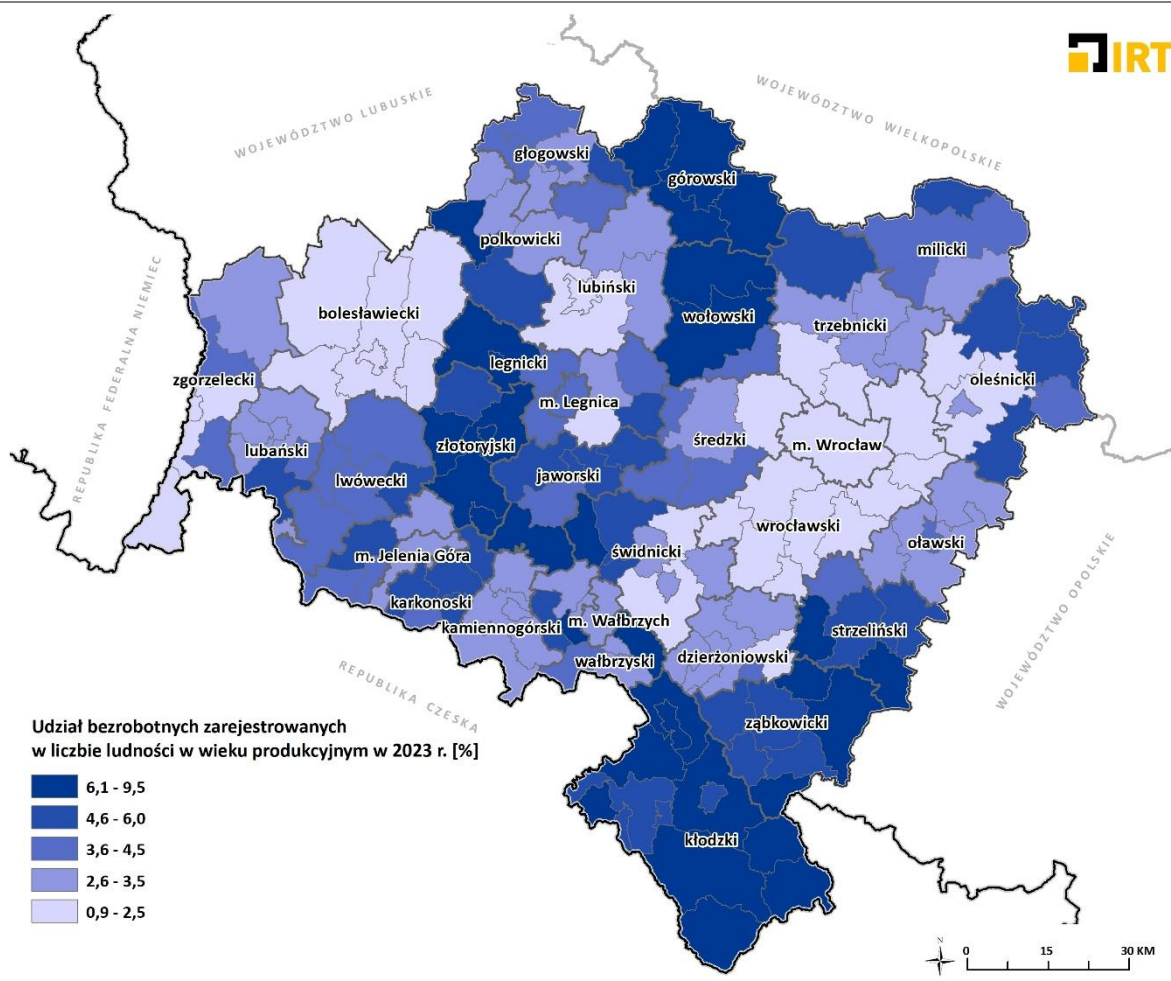 IRT
WOJEWÓDZTWO LUBUSKIE
WOJEWÓDZTWO WIELKOPOLSKIE
głogowski
górowski
polkowicki
milicki
REPUBLIKA FEDERALNA NIEMIEC
bolesławiecki
lubiński
wołowski
trzebnicki
zgorzelecki
legnicki
oleśnicki
m. Legnica
lubański
złotoryjski
średzki
m. Wrocław
lwówecki
jaworski
wrocławski
oławski
m. Jelenia Góra
świdnicki
karkonoski
kamiennogórski
m. Wałbrzych
strzeliński
wałbrzyski
dzierżoniowski
WOJEWÓDZTWO OPOLSKIE
REPUBLIKA CZESKA
ząbkowicki
kłodzki
Udział bezrobotnych zarejestrowanych
w liczbie ludności w wieku produkcyjnym w 2023 r. [%]
6,1 - 9,5
4,6 - 6,0
3,6 - 4,5
2,6 - 3,5
0,9 - 2,5
N
0 15 30 KM